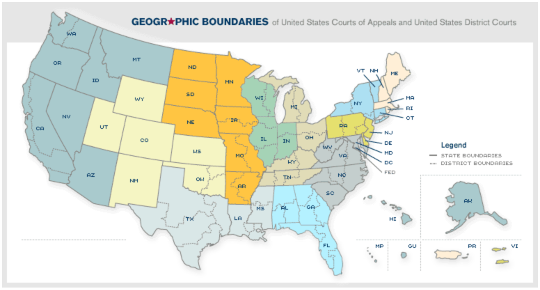 GEOGR★PHIC BOUNDARIES of United States Courts of Appeals and United States District Courts
WA
MT
ND
MN
OR
ID
SD
WI
MI
VT
NH
ME
WY
NE
IA
NY
MA
RI
CT
NV
UT
CO
IL
IN
OH
PA
NJ
CA
KS
MO
KY
WV
VA
DE
MD
DC
FED
AZ
NM
OK
AR
TN
NC
SC
TX
LA
MS
AL
GA
FL
Legend
STATE BOUNDARIES
DISTRICT BOUNDARIES
AK
HI
MP
GU
PR
VI